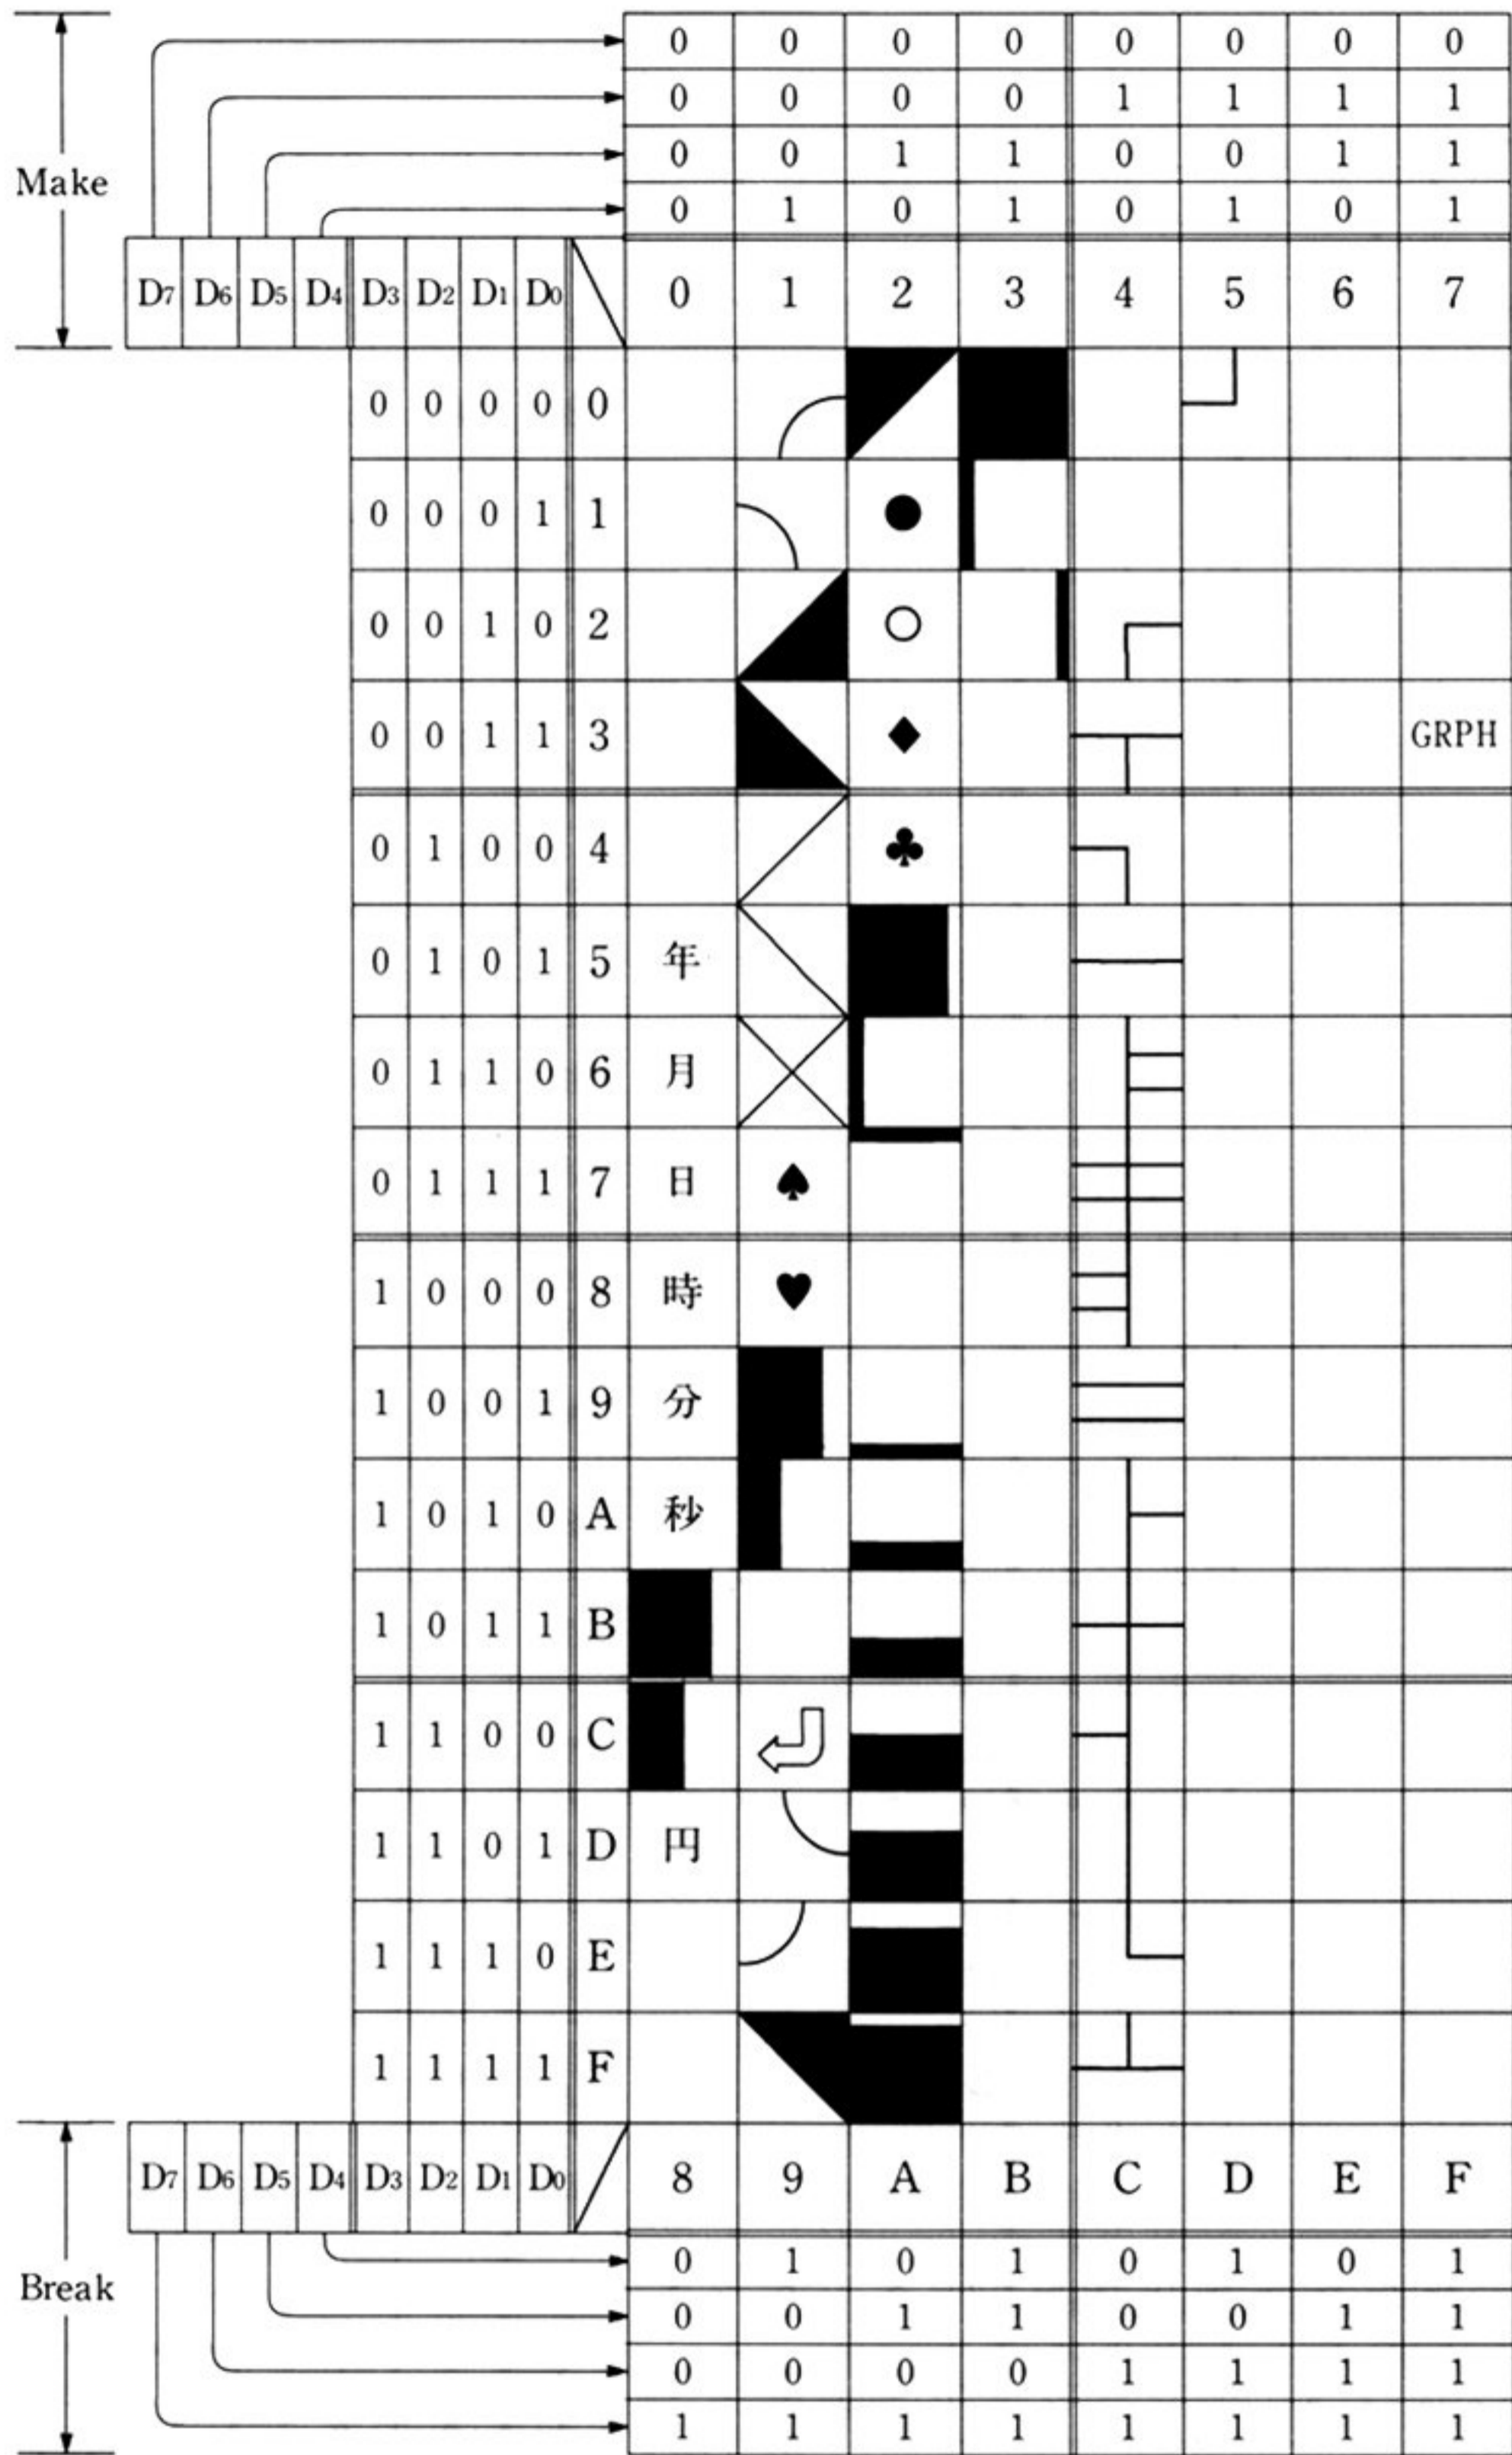 0 0 0 0 0 0 0 0
0 0 0 0 1 1 1 1
0 0 1 1 0 0 1 1
Make
0 1 0 1 0 1 0 1
D7 D6 D5 D4 D3 D2 D1 D0 0 1 2 3 4 5 6 7
0 0 0 0 0
0 0 0 1 1 ●
0 0 1 0 2 ○
0 0 1 1 3 ♦ GRPH
0 1 0 0 4 ♣
0 1 0 1 5 年
0 1 1 0 6 月
0 1 1 1 7 日 ♠
1 0 0 0 8 時 ♥
1 0 0 1 9 分
1 0 1 0 A 秒
1 0 1 1 B
1 1 0 0 C
1 1 0 1 D 円
1 1 1 0 E
1 1 1 1 F
D7 D6 D5 D4 D3 D2 D1 D0 8 9 A B C D E F
0 1 0 1 0 1 0 1
Break
0 0 1 1 0 0 1 1
0 0 0 0 1 1 1 1
1 1 1 1 1 1 1 1